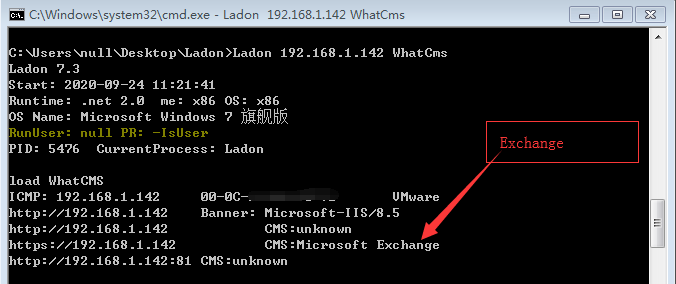 C:\Windows\system32\cmd.exe - Ladon 192.168.1.142 WhatCms
C:\Users\null\Desktop\Ladon>Ladon 192.168.1.142 WhatCms
Ladon 7.3
Start: 2020-09-24 11:21:41
Runtime: .net 2.0  me: x86 OS: x86
OS Name: Microsoft Windows 7 旗舰版
RunUser: null PR: -IsUser
PID: 5476  CurrentProcess: Ladon
Exchange
load WhatCMS
ICMP: 192.168.1.142 00-0C- VMware
http://192.168.1.142 Banner: Microsoft-IIS/8.5
http://192.168.1.142 CMS:unknown
https://192.168.1.142 CMS:Microsoft Exchange
http://192.168.1.142:81 CMS:unknown